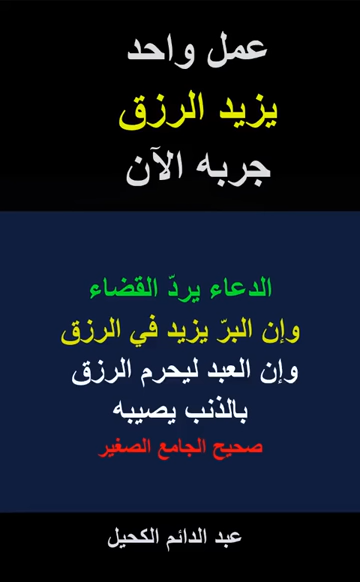 عمل واحد
يزيد الرزق
جربه الآن
الدعاء يردّ القضاء
وإن البرّ يزيد في الرزق
وإن العبد ليحرم الرزق
بالذنب يصيبه
صحيح الجامع الصغير
عبد الدائم الكحيل